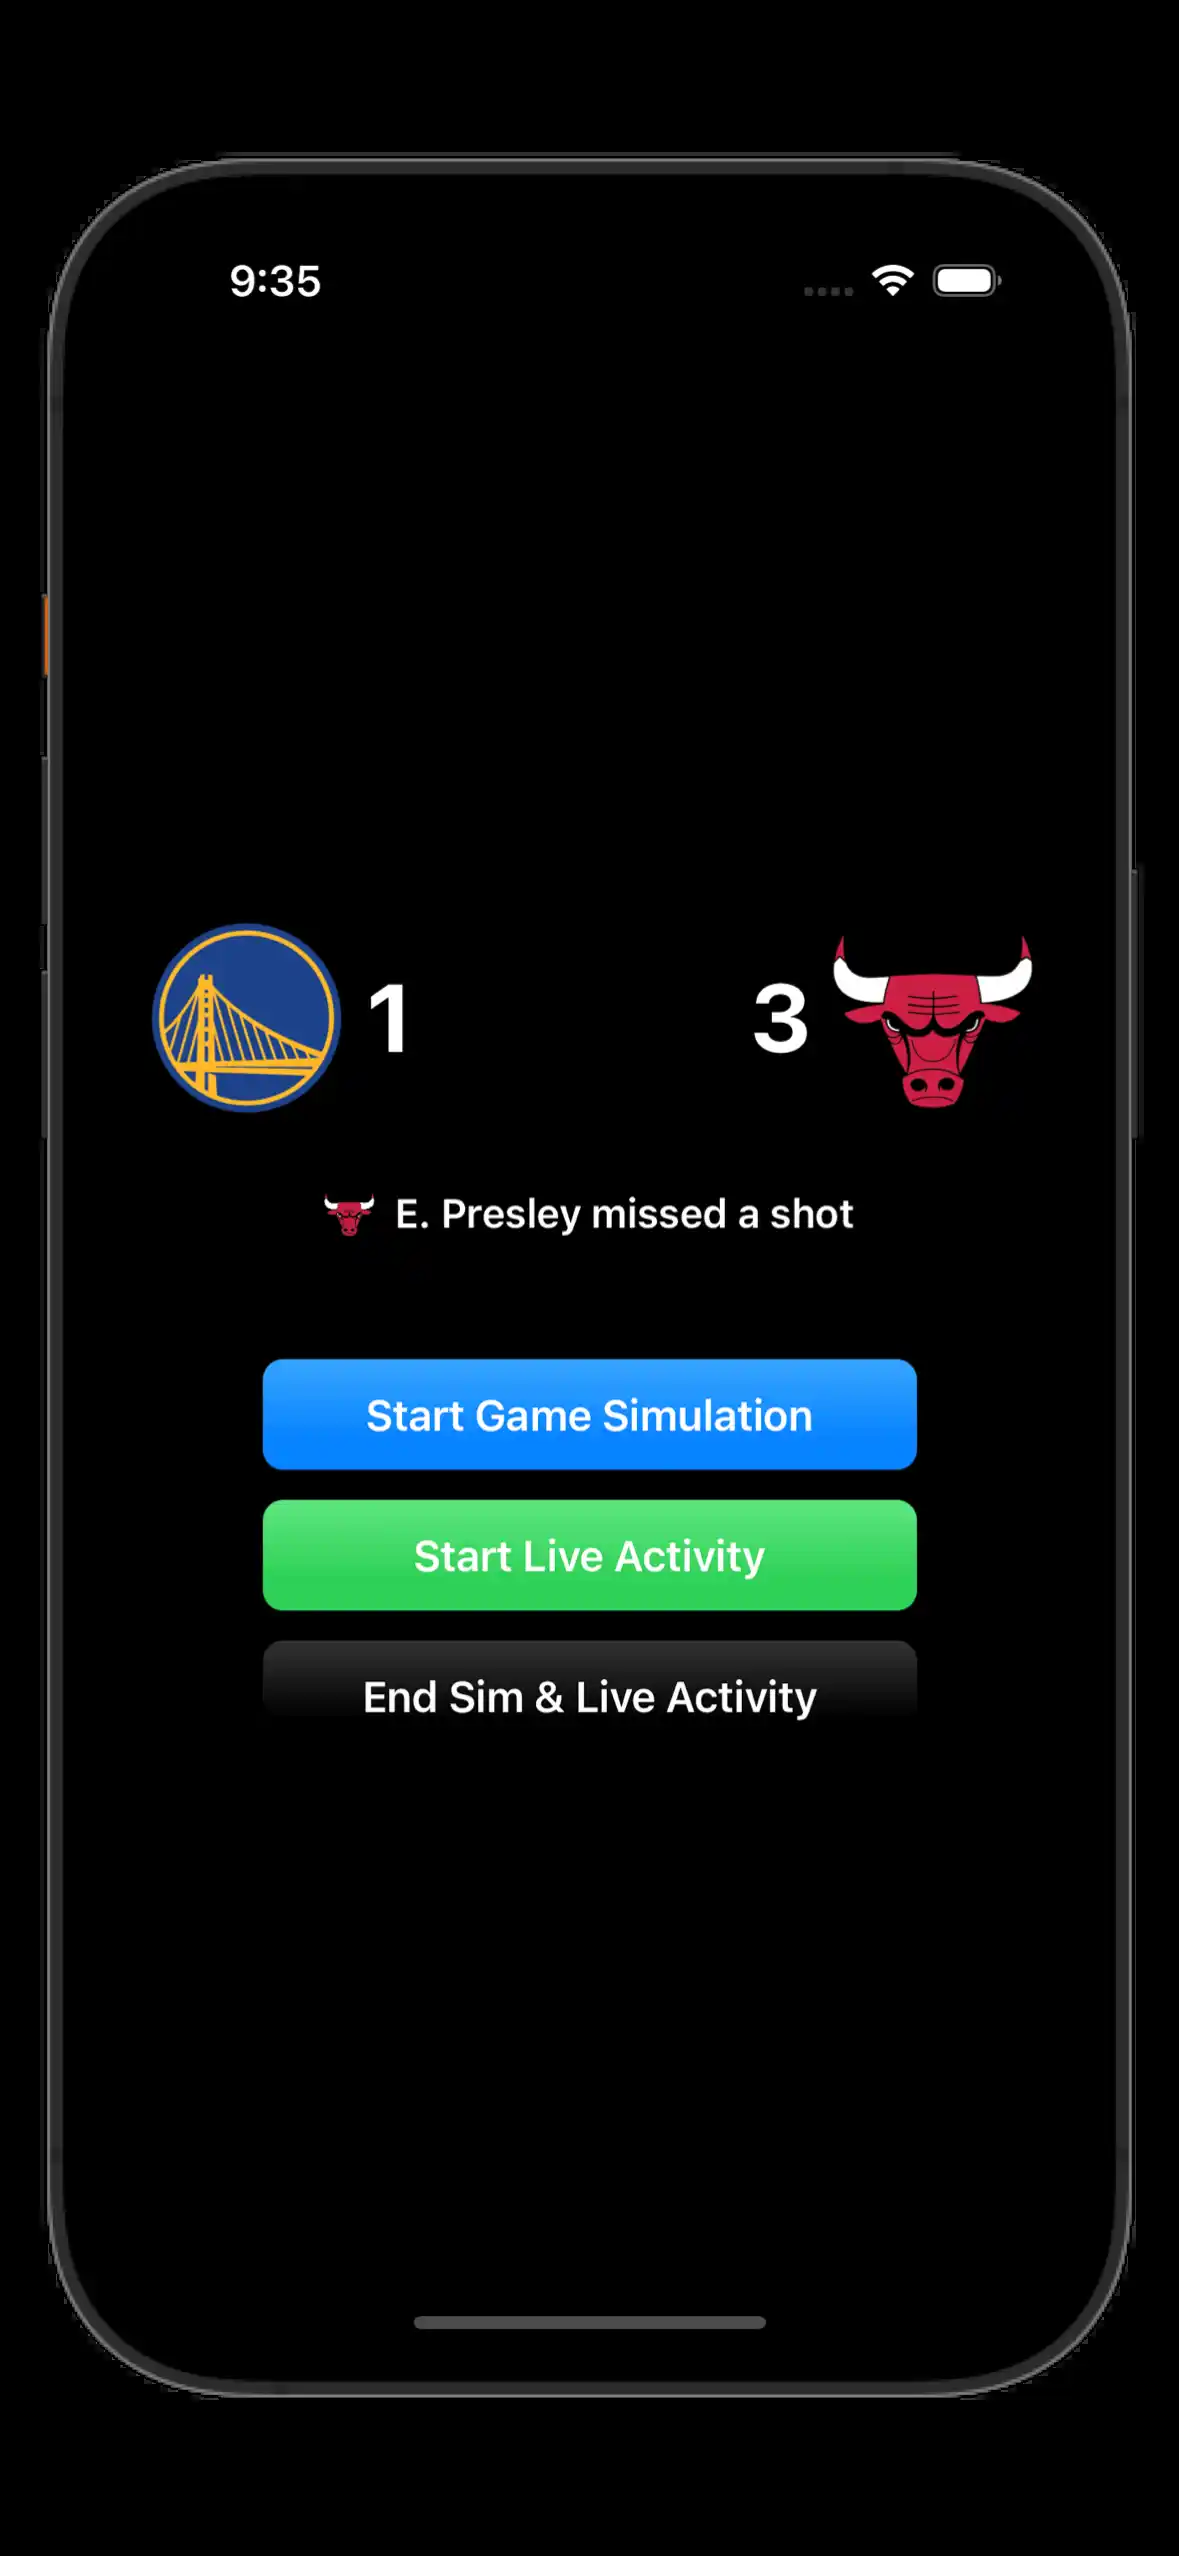 9:35
1 3
E. Presley missed a shot
Start Game Simulation
Start Live Activity
End Sim & Live Activity